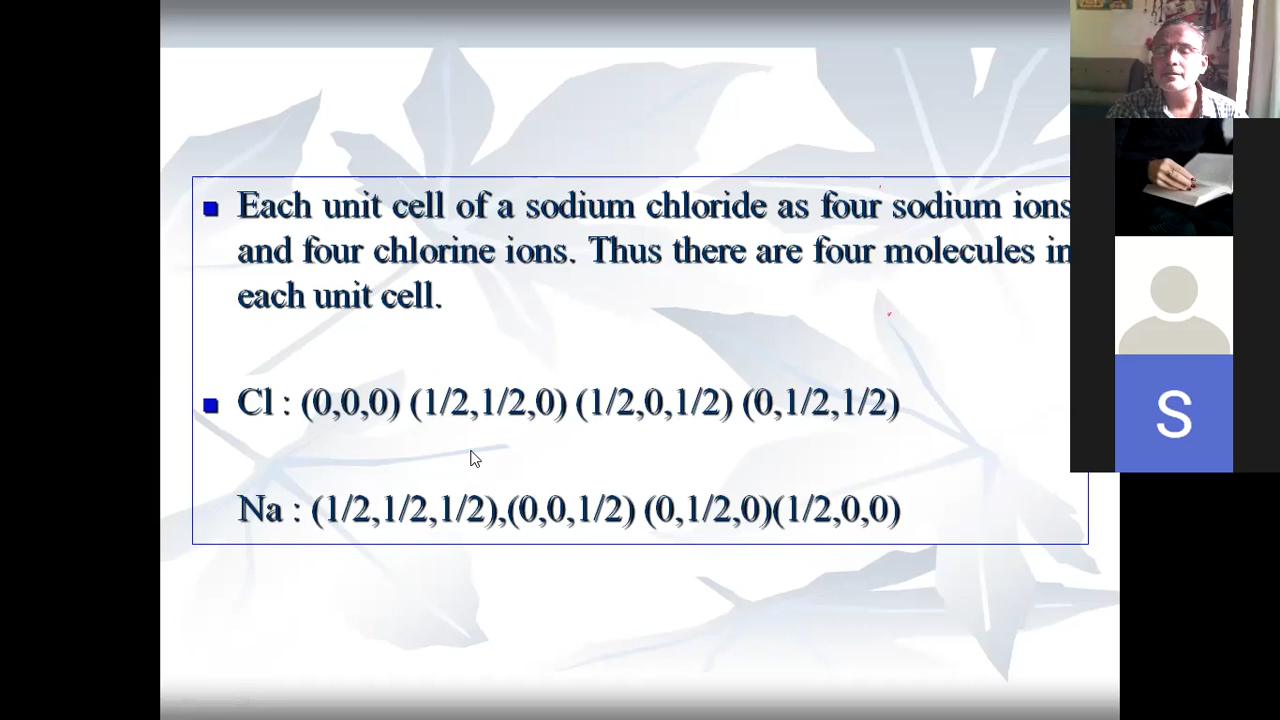 Each unit cell of a sodium chloride as four sodium ions
and four chlorine ions. Thus there are four molecules in
each unit cell.
Cl : (0,0,0) (1/2,1/2,0) (1/2,0,1/2) (0,1/2,1/2)
Na : (1/2,1/2,1/2),(0,0,1/2) (0,1/2,0)(1/2,0,0)
S